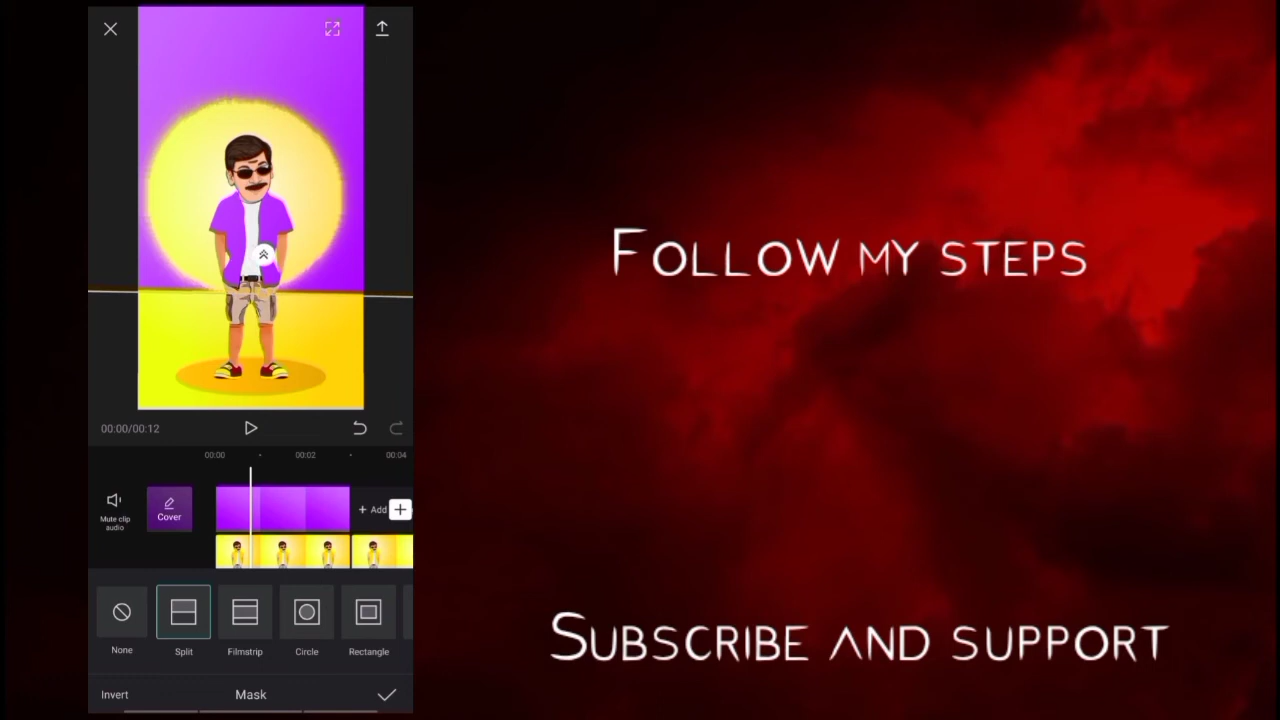 00:00/00:12
00:00 00:02 00:04
Mute clip
audio
Cover
+ Add
None Split Filmstrip Circle Rectangle
Invert Mask
FOLLOW MY STEPS
SUBSCRIBE AND SUPPORT